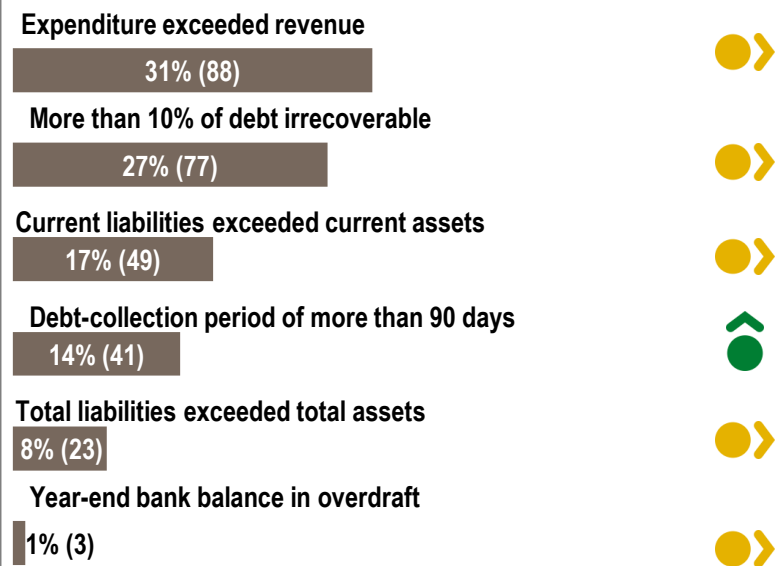 Expenditure exceeded revenue
31% (88)
More than 10% of debt irrecoverable
27% (77)
Current liabilities exceeded current assets
17% (49)
Debt-collection period of more than 90 days
14% (41)
Total liabilities exceeded total assets
8% (23)
Year-end bank balance in overdraft
1% (3)